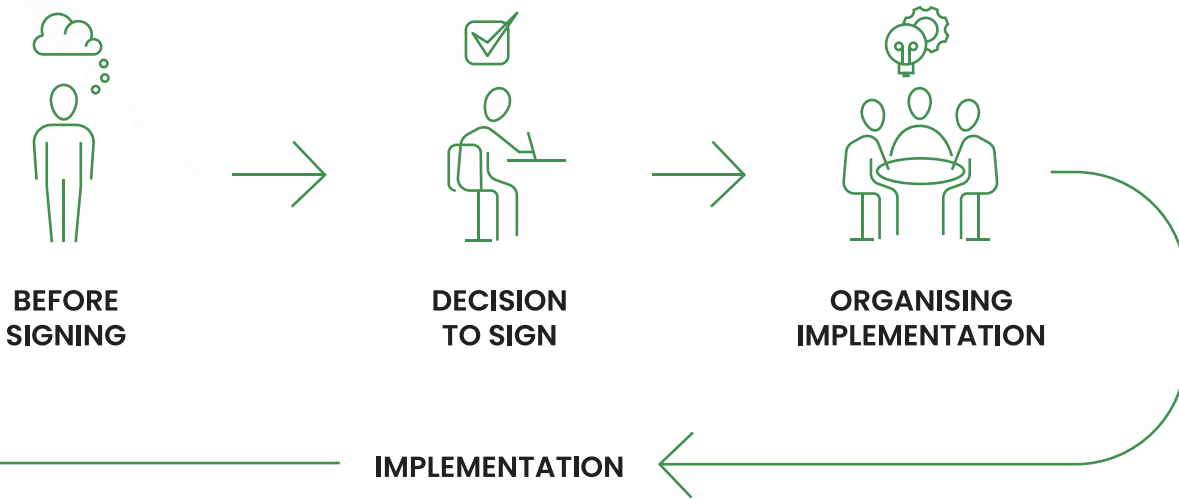 BEFORE
SIGNING
DECISION
TO SIGN
ORGANISING
IMPLEMENTATION
IMPLEMENTATION